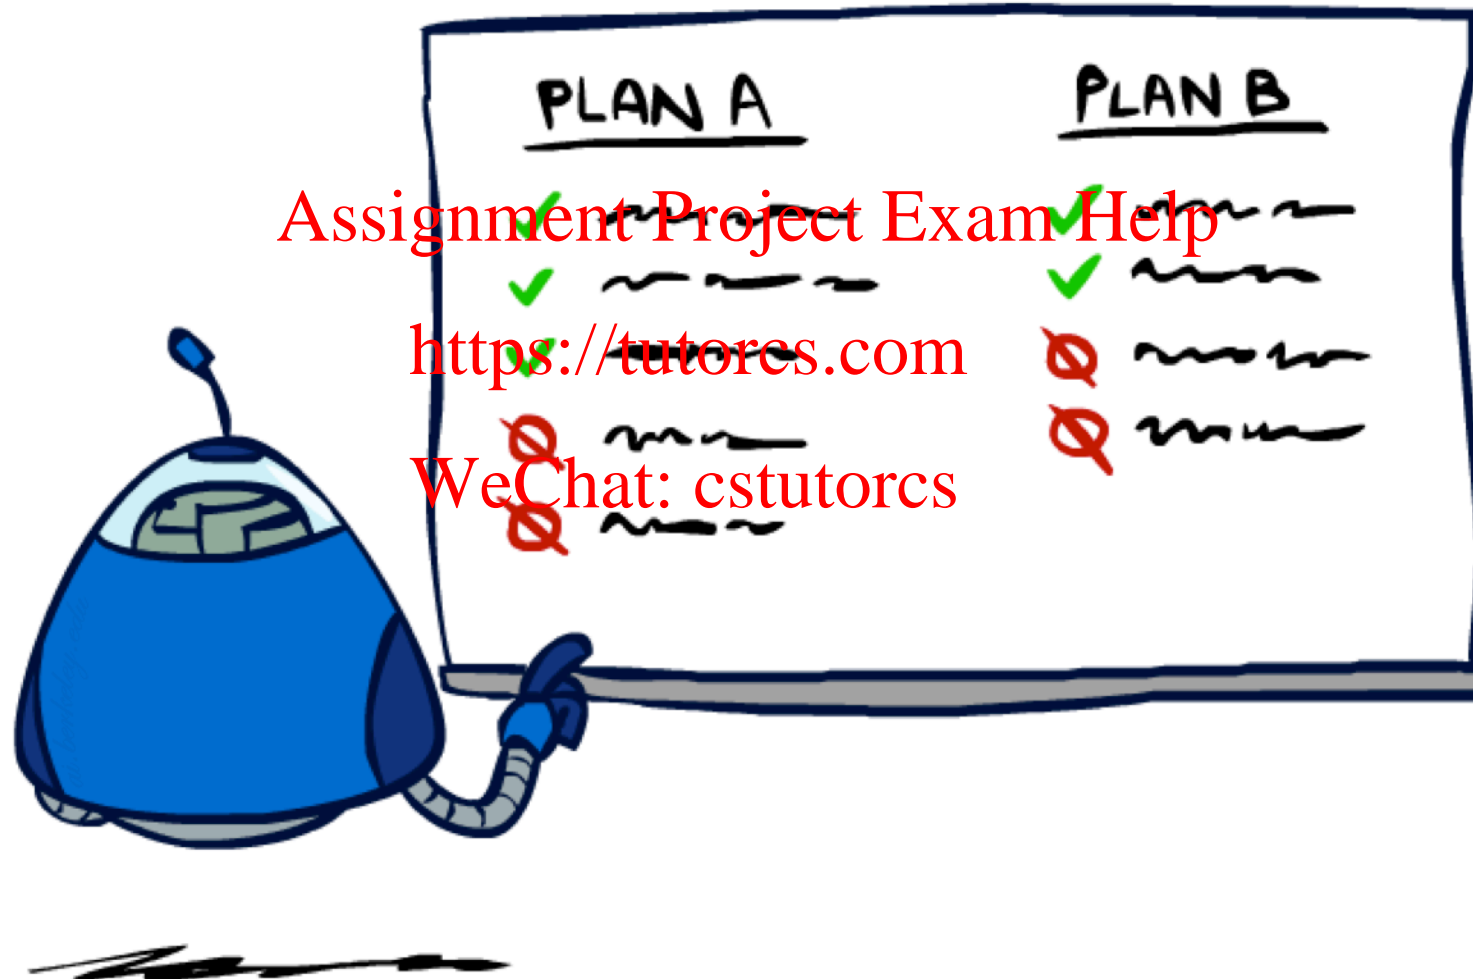 PLAN A
PLAN B
Assignment Project Exam Help
https://tutorcs.com
WeChat: cstutorcs